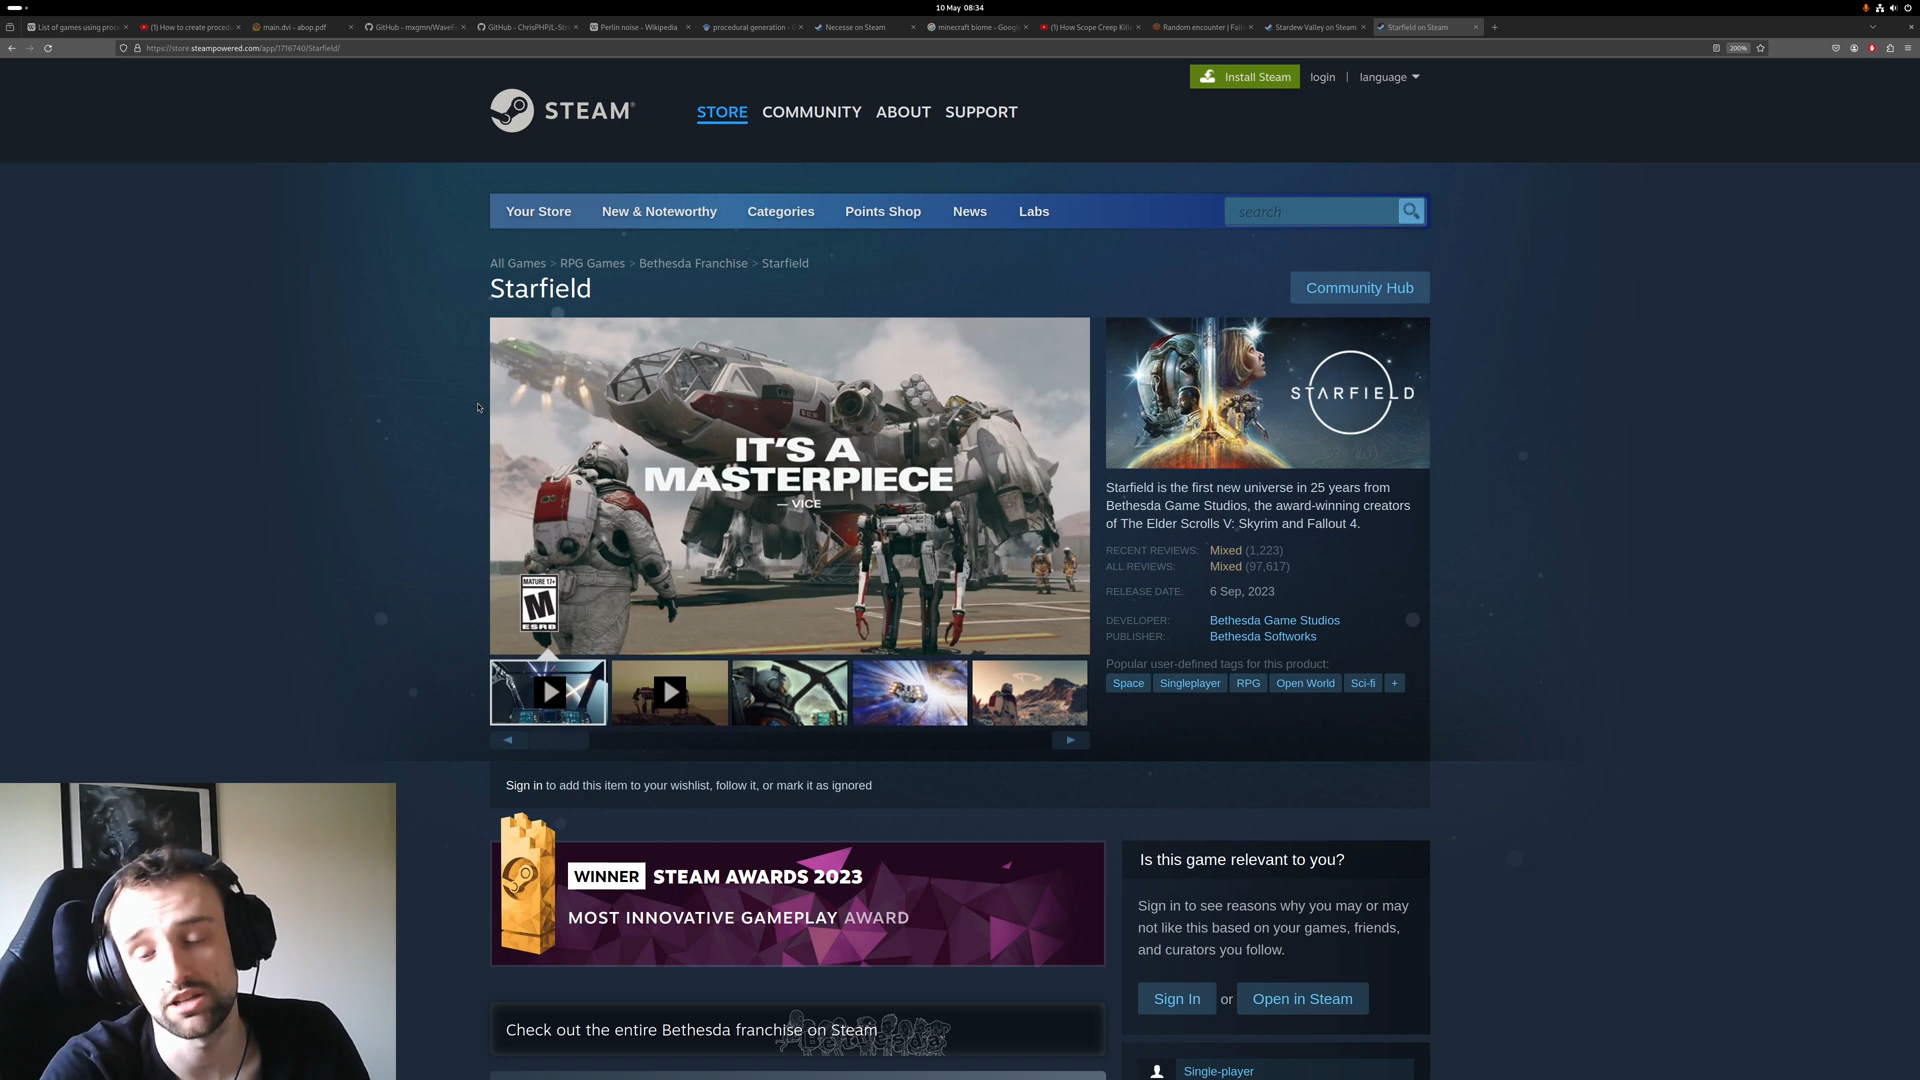 10 May 08:34
List of games using proce
(1) How to create procedu
main.dvi - abop.pdf
GitHub - mxgmn/WaveF
GitHub - ChrisPHP/L-Stra
Perlin noise - Wikipedia
procedural generation -
Necesse on Steam
minecraft biome - Google
(1) How Scope Creep Kille
Random encounter | Fal
Stardew Valley on Steam
Starfield on Steam
https://store.steampowered.com/app/1716740/Starfield/
200%
Install Steam
login
|
language
STEAM®
STORE
COMMUNITY
ABOUT
SUPPORT
Your Store
New & Noteworthy
Categories
Points Shop
News
Labs
search
All Games > RPG Games > Bethesda Franchise > Starfield
Starfield
Community Hub
IT'S A
MASTERPIECE
— VICE
MATURE 17+
M
ESRB
STARFIELD
Starfield is the first new universe in 25 years from
Bethesda Game Studios, the award-winning creators
of The Elder Scrolls V: Skyrim and Fallout 4.
RECENT REVIEWS: Mixed (1,223)
ALL REVIEWS: Mixed (97,617)
RELEASE DATE: 6 Sep, 2023
DEVELOPER: Bethesda Game Studios
PUBLISHER: Bethesda Softworks
Popular user-defined tags for this product:
Space
Singleplayer
RPG
Open World
Sci-fi
+
Sign in to add this item to your wishlist, follow it, or mark it as ignored
WINNER STEAM AWARDS 2023
MOST INNOVATIVE GAMEPLAY AWARD
Is this game relevant to you?
Sign in to see reasons why you may or may
not like this based on your games, friends,
and curators you follow.
Sign In or Open in Steam
Check out the entire Bethesda franchise on Steam
Bethesda
Single-player